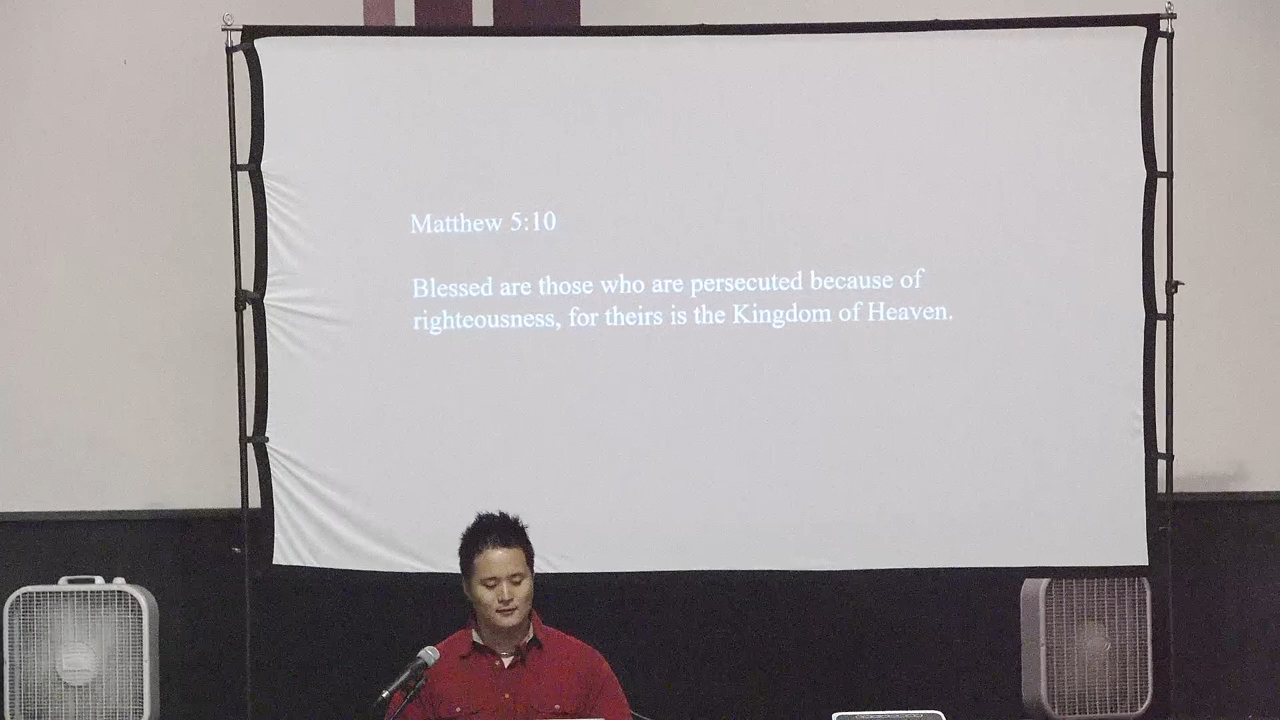 Matthew 5:10
Blessed are those who are persecuted because of
righteousness, for theirs is the Kingdom of Heaven.